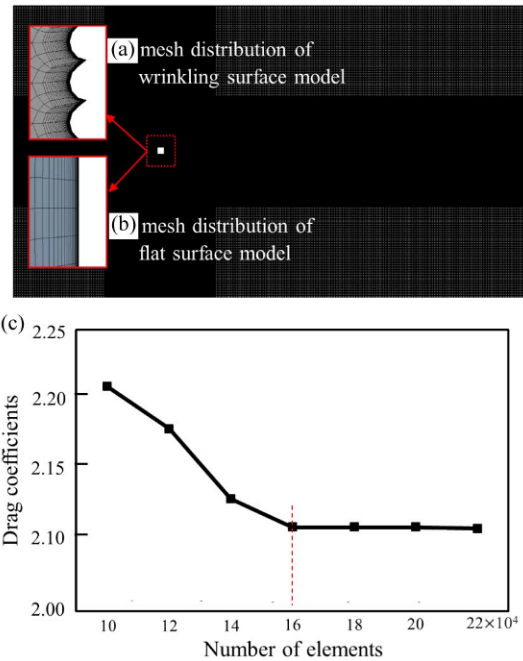 (a) mesh distribution of
wrinkling surface model
(b) mesh distribution of
flat surface model
(c)
2.25
2.20
2.15
2.10
2.00
Drag coefficients
10 12 14 16 18 20 22×10⁴
Number of elements